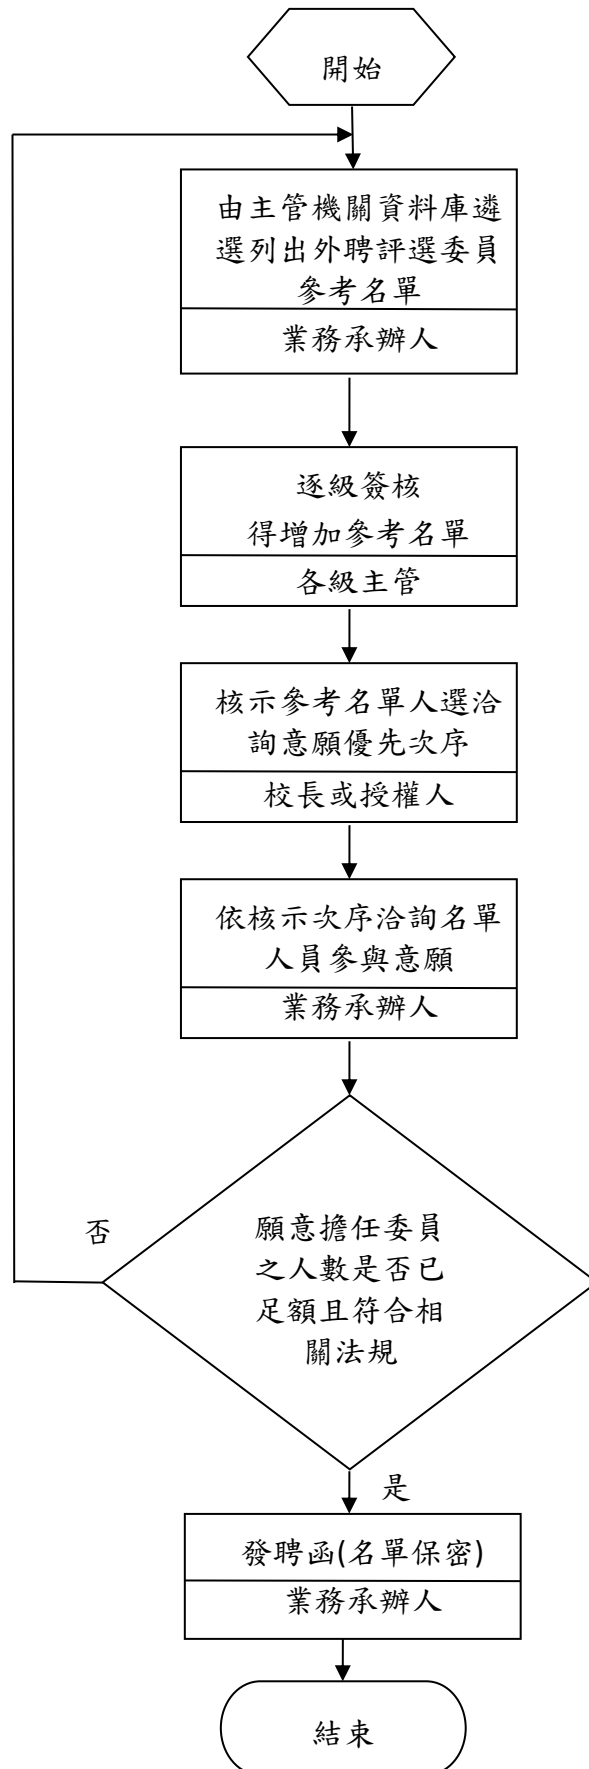 開始
由主管機關資料庫遴
選列出外聘評選委員
參考名單
業務承辦人
逐級簽核
得增加參考名單
各級主管
核示參考名單人選洽
詢意願優先次序
校長或授權人
依核示次序洽詢名單
人員參與意願
業務承辦人
否
願意擔任委員
之人數是否已
足額且符合相
關法規
是
發聘函(名單保密)
業務承辦人
結束